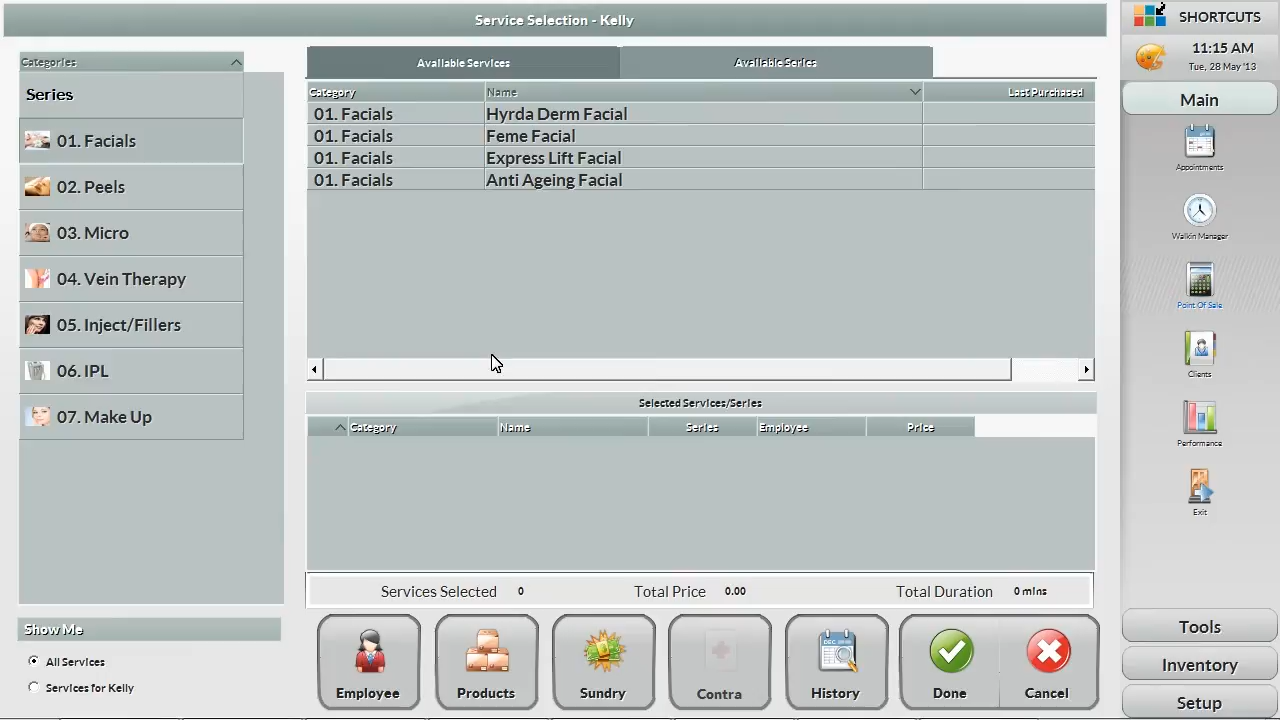 Service Selection - Kelly
SHORTCUTS
11:15 AM
Tue, 28 May '13
Categories
Series
01. Facials
02. Peels
03. Micro
04. Vein Therapy
05. Inject/Fillers
06. IPL
07. Make Up
Show Me
All Services
Services for Kelly
Available Services
Available Series
Category Name Last Purchased
01. Facials Hyrda Derm Facial
01. Facials Feme Facial
01. Facials Express Lift Facial
01. Facials Anti Ageing Facial
Selected Services/Series
Category Name Series Employee Price
Services Selected 0 Total Price 0.00 Total Duration 0 mins
Employee
Products
Sundry
Contra
History
Done
Cancel
Main
Appointments
Walkin Manager
Point Of Sale
Clients
Performance
Exit
Tools
Inventory
Setup